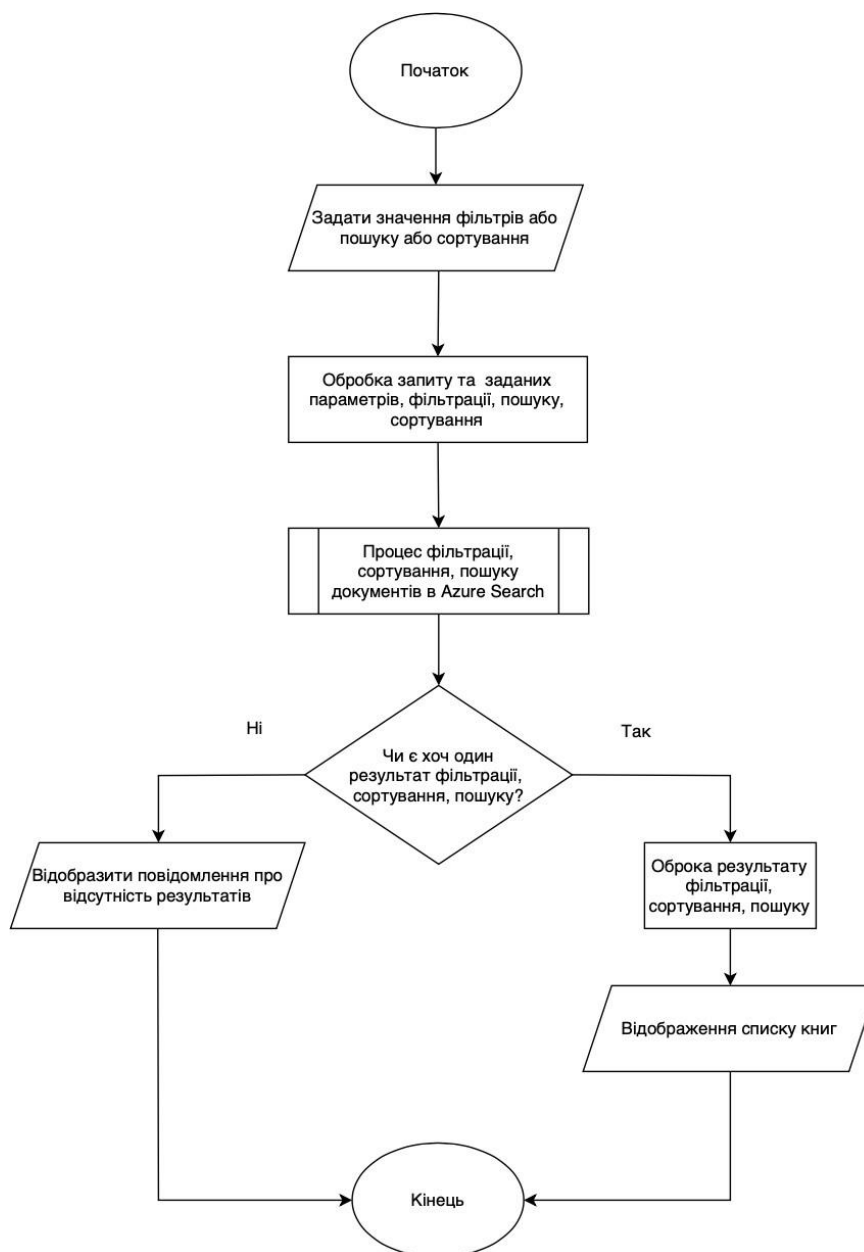 Початок
Задати значення фільтрів або
пошуку або сортування
Обробка запиту та заданих
параметрів, фільтрації, пошуку,
сортування
Процес фільтрації,
сортування, пошуку
документів в Azure Search
Ні
Так
Чи є хоч один
результат фільтрації,
сортування, пошуку?
Відобразити повідомлення про
відсутність результатів
Оброка результату
фільтрації,
сортування, пошуку
Відображення списку книг
Кінець